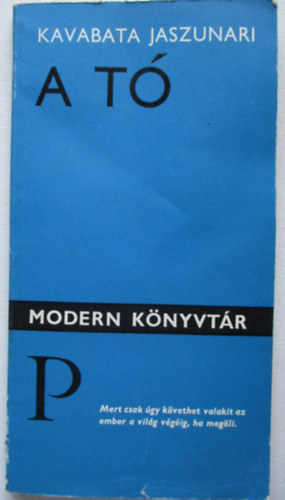 KAVABATA JASZUNARI
A TÓ
MODERN KÖNYVTÁR
P
Mert csak úgy követhet valakit az
ember a világ végéig, ha megöli.